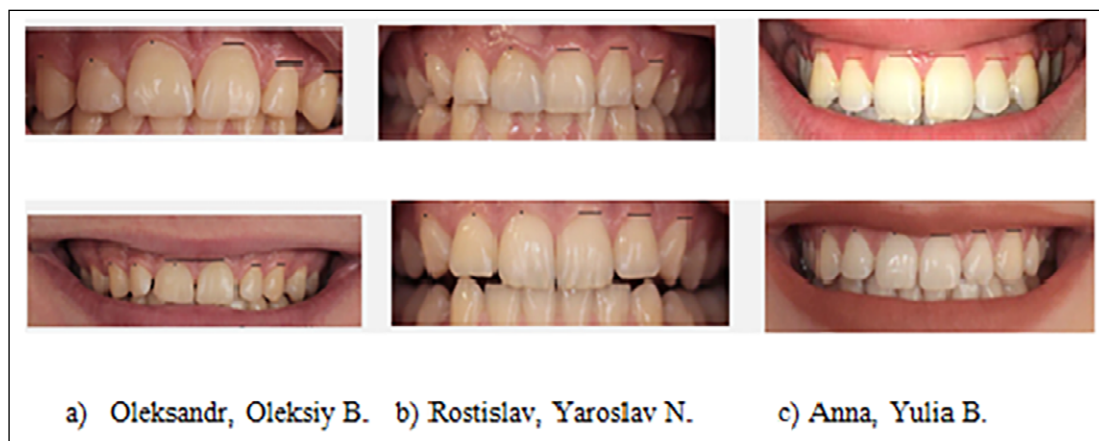 a) Oleksandr, Oleksiy B. b) Rostislav, Yaroslav N. c) Anna, Yulia B.